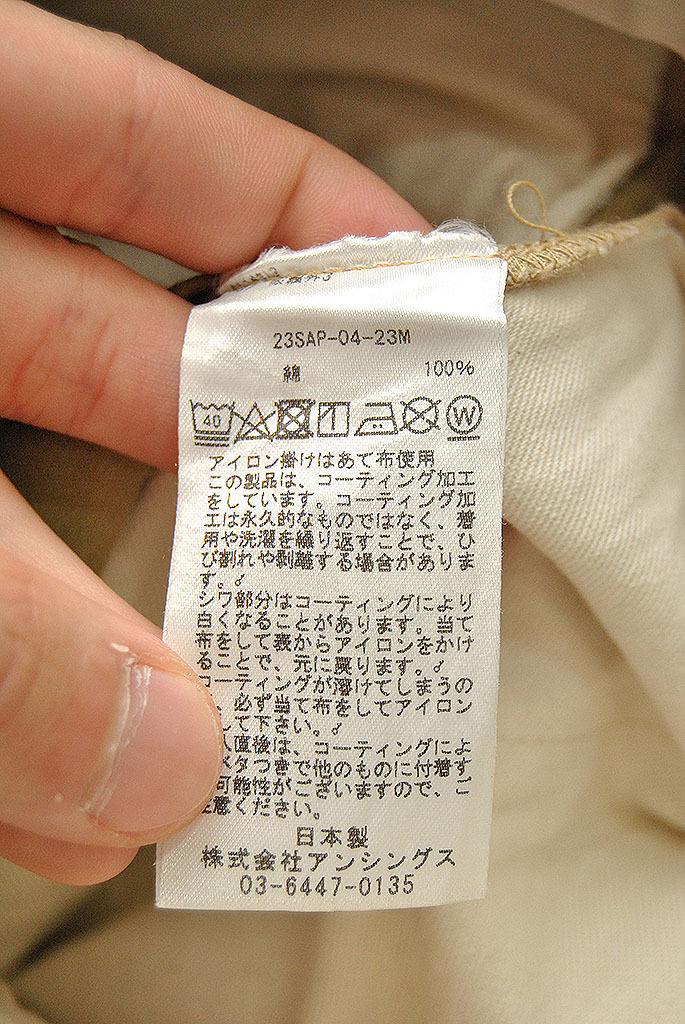 23SAP-04-23M
綿 100%
40 W
アイロン掛けはあて布使用
この製品は、コーティング加工
をしています。コーティング加
工は永久的なものではなく、着
用や洗濯を繰り返すことで、ひ
び割れや剥離する場合がありま
す。♂
シワ部分はコーティングにより
白くなることがあります。当て
布をして裏からアイロンをかけ
ることで、元に戻ります。♂
コーティングが溶けてしまうの
、必ず当て布をしてアイロン
して下さい。♂
直後は、コーティングによ
ベタつきで他のものに付着す
可能性がございますので、ご
意ください。
日本製
株式会社アンシングス
03-6447-0135